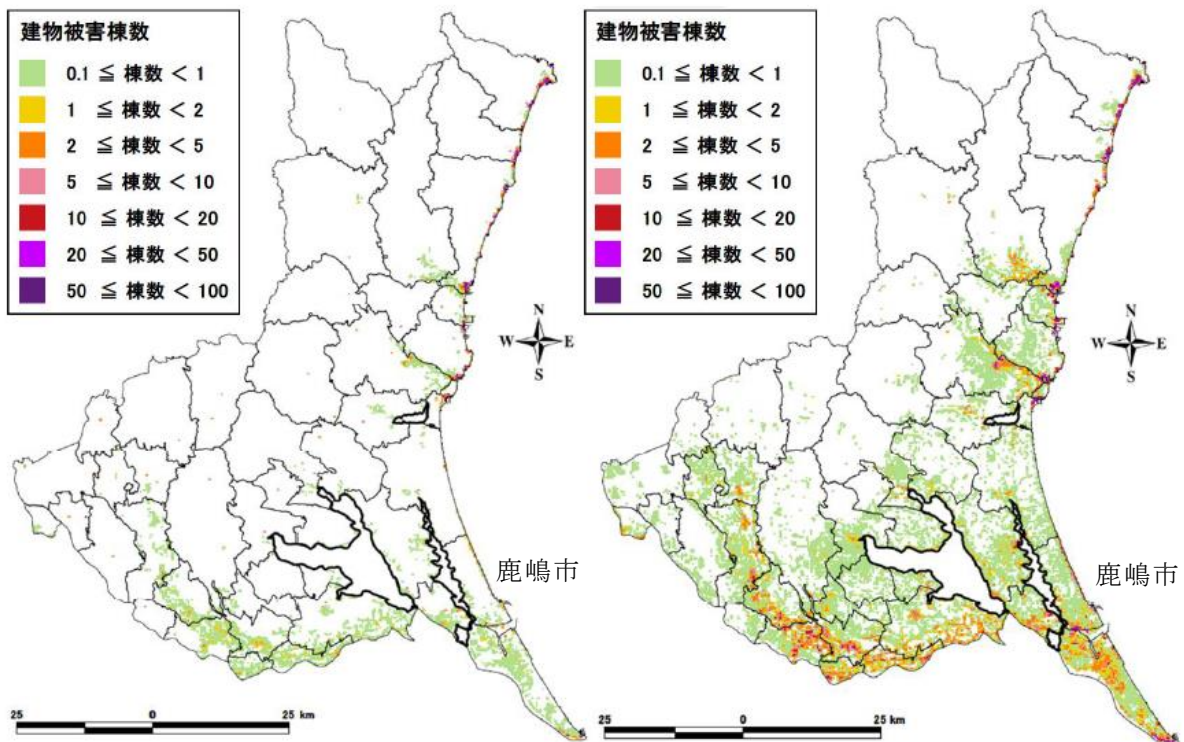 建物被害棟数
0.1 ≦ 棟数 < 1
1 ≦ 棟数 < 2
2 ≦ 棟数 < 5
5 ≦ 棟数 < 10
10 ≦ 棟数 < 20
20 ≦ 棟数 < 50
50 ≦ 棟数 < 100
N
W E
S
鹿嶋市
25 0 25 km
建物被害棟数
0.1 ≦ 棟数 < 1
1 ≦ 棟数 < 2
2 ≦ 棟数 < 5
5 ≦ 棟数 < 10
10 ≦ 棟数 < 20
20 ≦ 棟数 < 50
50 ≦ 棟数 < 100
N
W E
S
鹿嶋市
25 0 25 km